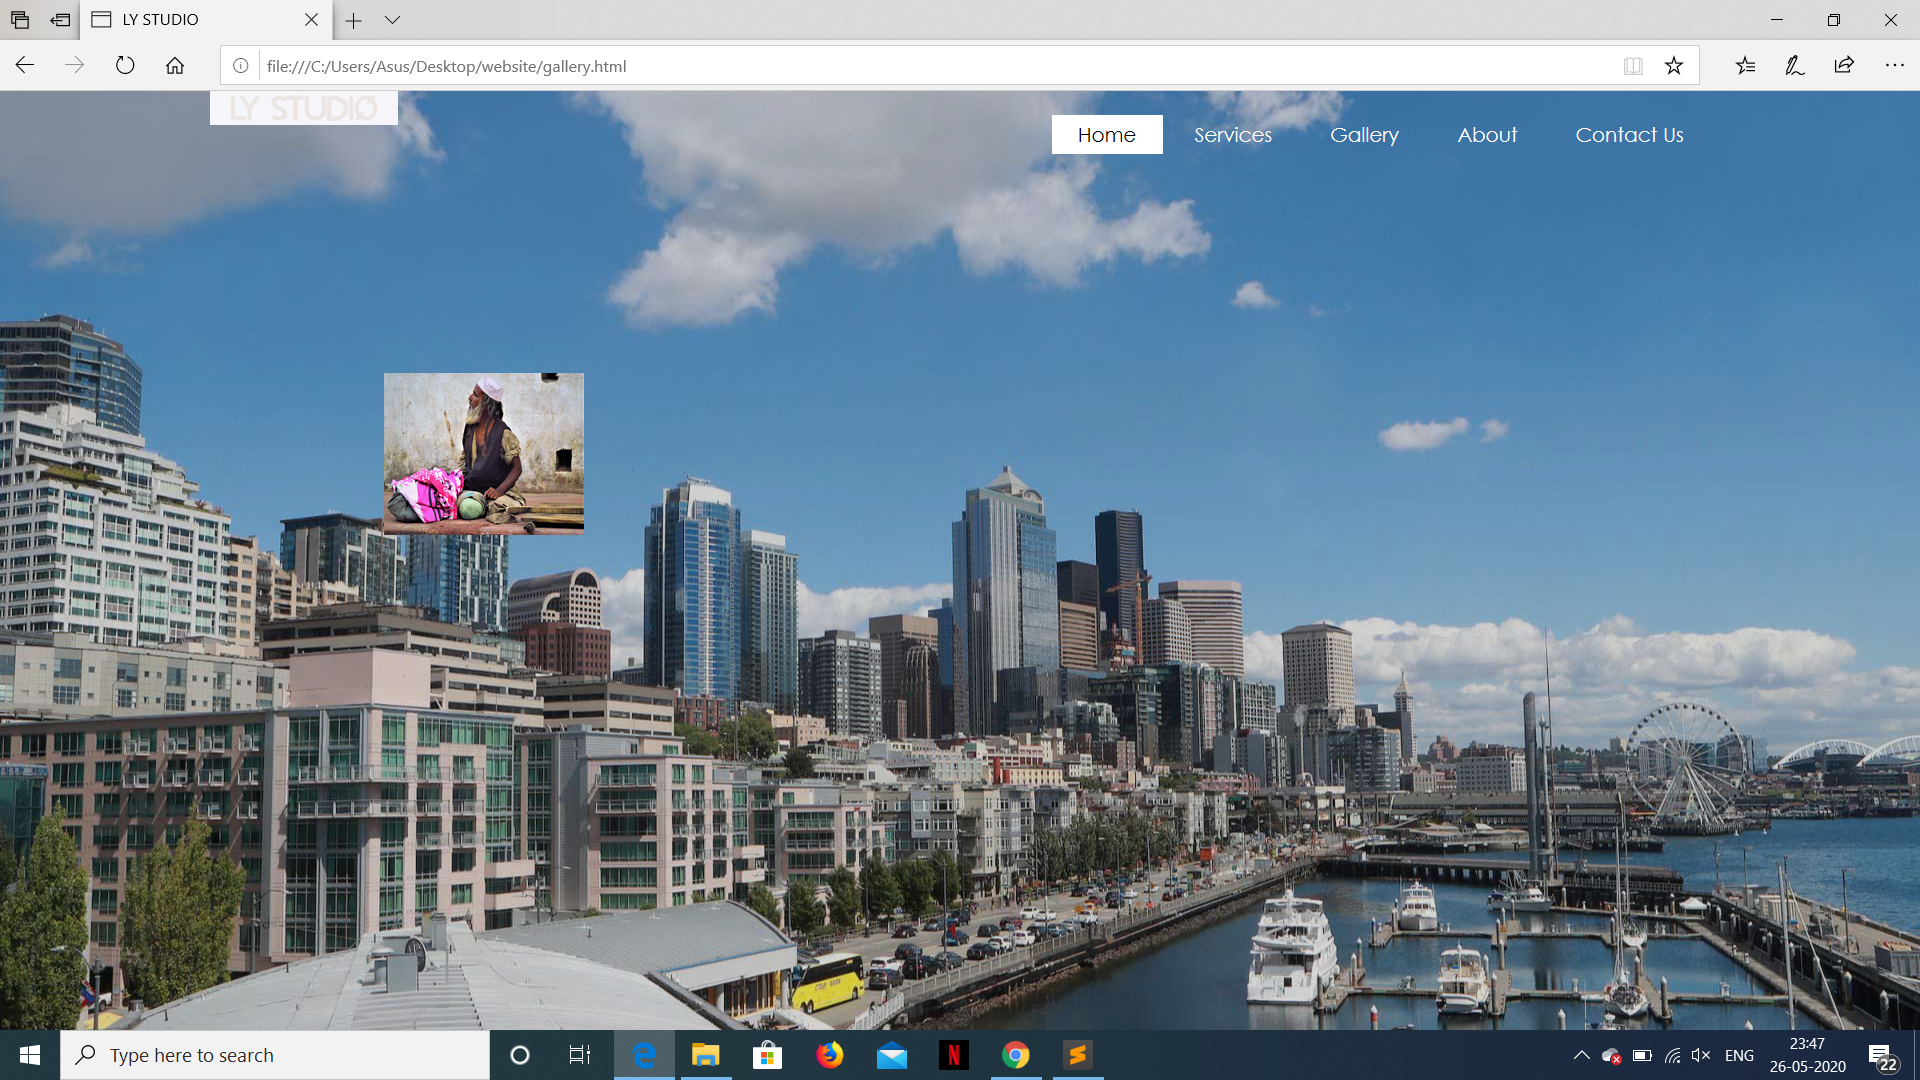 LY STUDIO
file:///C:/Users/Asus/Desktop/website/gallery.html
LY STUDIO
Home Services Gallery About Contact Us
Type here to search
N
ENG
23:47
26-05-2020
22